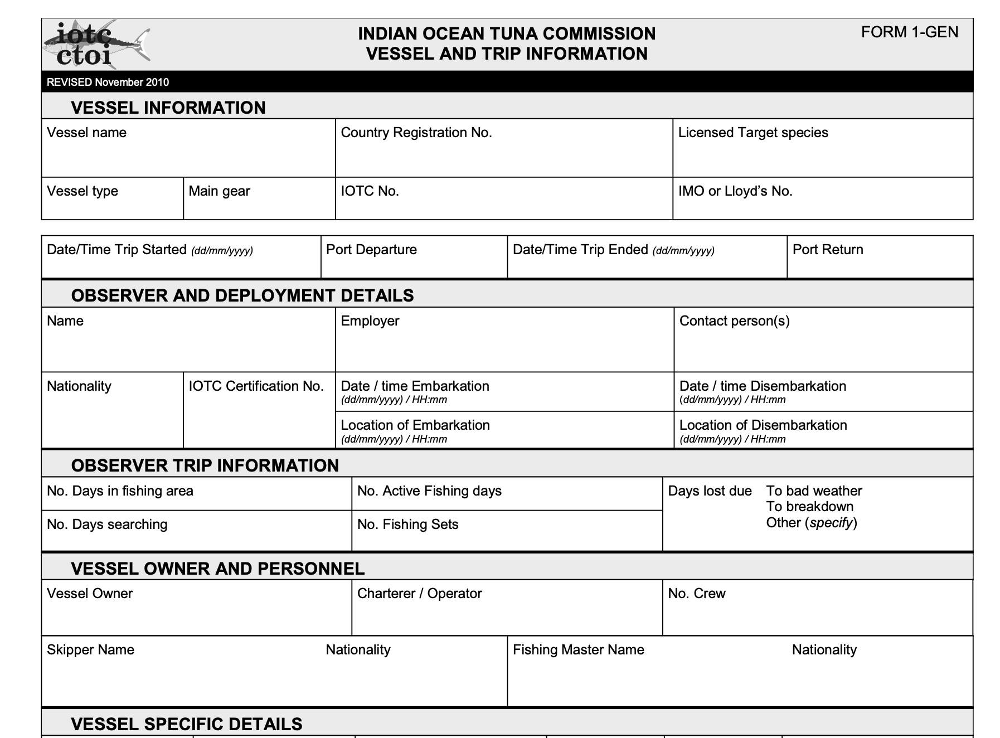 iotc
ctoi
INDIAN OCEAN TUNA COMMISSION
VESSEL AND TRIP INFORMATION
FORM 1-GEN
REVISED November 2010
VESSEL INFORMATION
Vessel name
Country Registration No.
Licensed Target species
Vessel type
Main gear
IOTC No.
IMO or Lloyd’s No.
Date/Time Trip Started (dd/mm/yyyy)
Port Departure
Date/Time Trip Ended (dd/mm/yyyy)
Port Return
OBSERVER AND DEPLOYMENT DETAILS
Name
Employer
Contact person(s)
Nationality
IOTC Certification No.
Date / time Embarkation
(dd/mm/yyyy) / HH:mm
Date / time Disembarkation
(dd/mm/yyyy) / HH:mm
Location of Embarkation
(dd/mm/yyyy) / HH:mm
Location of Disembarkation
(dd/mm/yyyy) / HH:mm
OBSERVER TRIP INFORMATION
No. Days in fishing area
No. Active Fishing days
Days lost due To bad weather
To breakdown
Other (specify)
No. Days searching
No. Fishing Sets
VESSEL OWNER AND PERSONNEL
Vessel Owner
Charterer / Operator
No. Crew
Skipper Name
Nationality
Fishing Master Name
Nationality
VESSEL SPECIFIC DETAILS